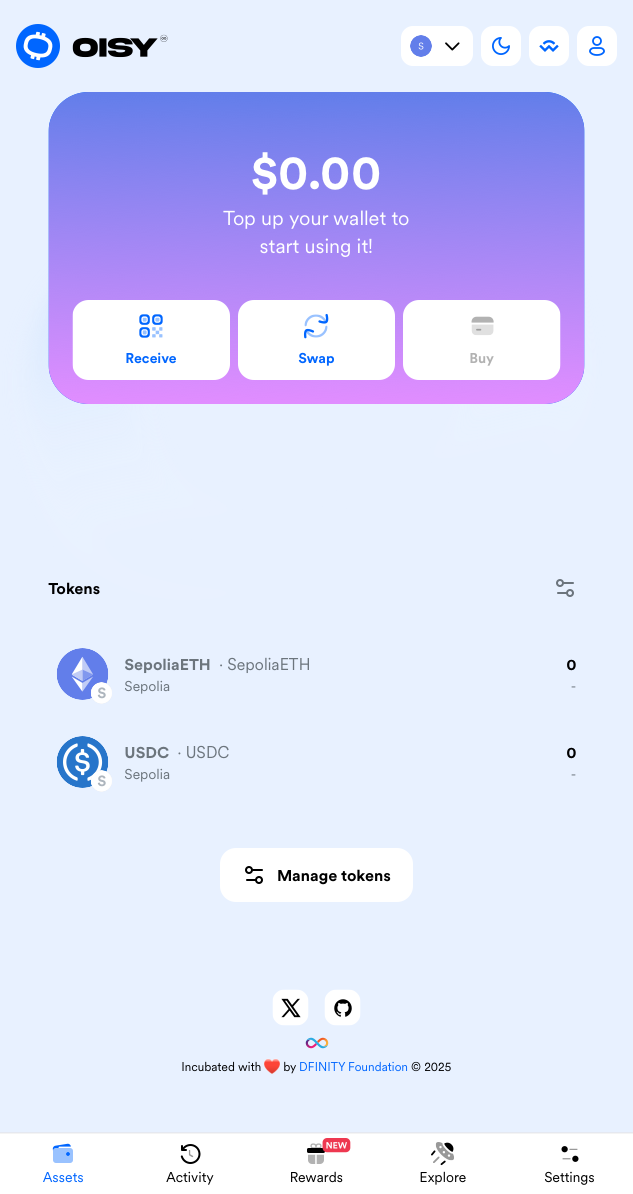 OISY
S
$0.00
Top up your wallet to
start using it!
Receive
Swap
Buy
Tokens
SepoliaETH · SepoliaETH
0
Sepolia
-
S
USDC · USDC
0
Sepolia
-
S
Manage tokens
Incubated with ❤️ by DFINITY Foundation © 2025
NEW
Assets
Activity
Rewards
Explore
Settings